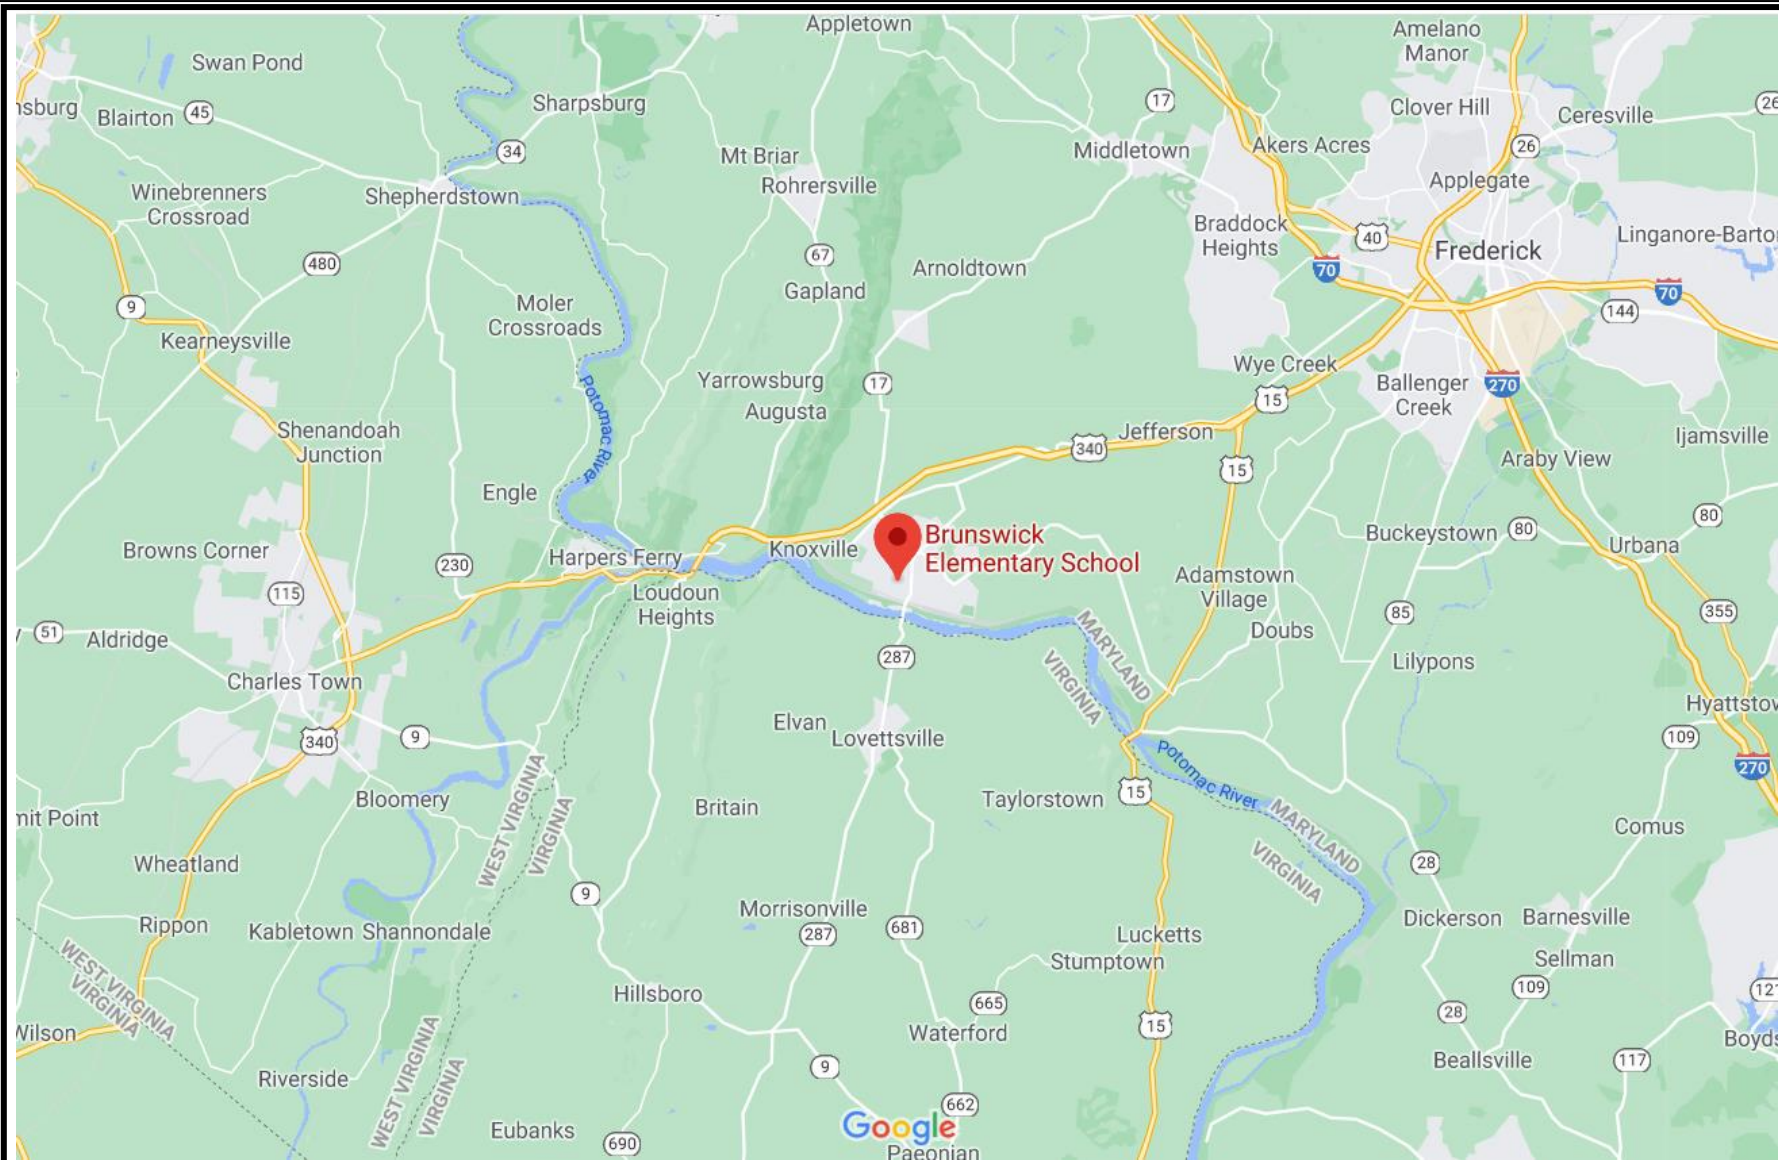 Appletown
Amelano
Manor
Swan Pond
nsburg
Blairton
45
Sharpsburg
17
Clover Hill
Ceresville
26
34
Mt Briar
Rohrersville
Middletown
Akers Acres
26
Winebrenners
Crossroad
Shepherdstown
Applegate
Braddock
Heights
40
Frederick
Linganore-Barto
480
67
Gapland
Arnoldtown
70
70
144
9
Kearneysville
Moler
Crossroads
Potomac River
Yarrowsburg
Augusta
17
Wye Creek
15
Ballenger
Creek
270
Shenandoah
Junction
Engle
340
Jefferson
15
Ijamsville
Araby View
80
Browns Corner
230
Harpers Ferry
Knoxville
Brunswick
Elementary School
Buckeystown
80
Urbana
115
Loudoun
Heights
Adamstown
Village
85
355
51
Aldridge
287
MARYLAND
VIRGINIA
Doubs
Lilypons
Charles Town
340
9
Elvan
Lovettsville
Hyattstow
109
270
Potomac River
Bloomery
WEST VIRGINIA
VIRGINIA
Britain
Taylorstown
15
MARYLAND
VIRGINIA
Comus
mit Point
Wheatland
9
28
Rippon
Kabletown
Shannondale
Morrisonville
287
681
Lucketts
Stumptown
Dickerson
Barnesville
Sellman
WEST VIRGINIA
VIRGINIA
Hillsboro
665
109
121
Wilson
Waterford
15
28
Boyds
WEST VIRGINIA
VIRGINIA
Riverside
9
Beallsville
117
Eubanks
690
662
Google
Paeonian